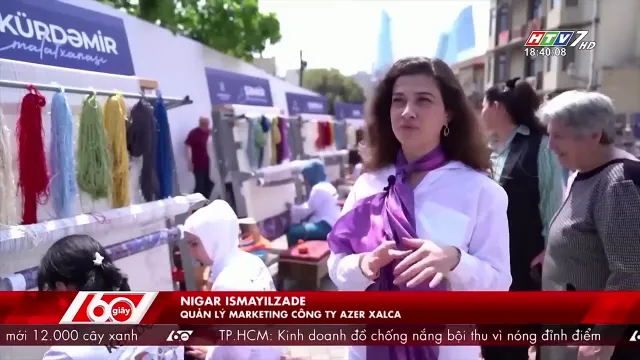 KÜRDƏMİR
malatxanası
HTV7 HD
18:40:08
60 giây
NIGAR ISMAYILZADE
QUẢN LÝ MARKETING CÔNG TY AZER XALCA
mới 12.000 cây xanh
TP.HCM: Kinh doanh đồ chống nắng bội thu vì nóng đỉnh điểm